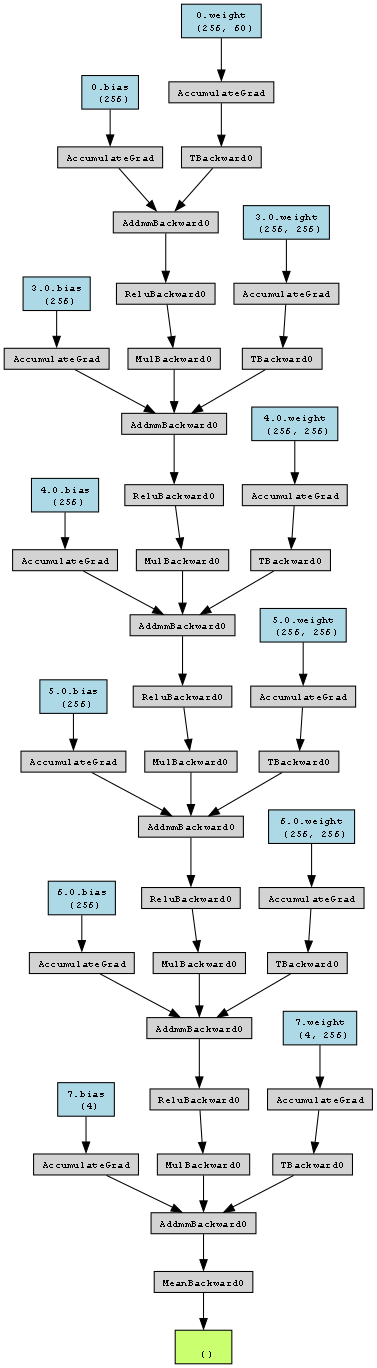 0.weight
(256, 60)
0.bias
(256)
AccumulateGrad
AccumulateGrad
TBackward0
AddmmBackward0
3.0.weight
(256, 256)
3.0.bias
(256)
ReluBackward0
AccumulateGrad
AccumulateGrad
MulBackward0
TBackward0
AddmmBackward0
4.0.weight
(256, 256)
4.0.bias
(256)
ReluBackward0
AccumulateGrad
AccumulateGrad
MulBackward0
TBackward0
AddmmBackward0
5.0.weight
(256, 256)
5.0.bias
(256)
ReluBackward0
AccumulateGrad
AccumulateGrad
MulBackward0
TBackward0
AddmmBackward0
6.0.weight
(256, 256)
6.0.bias
(256)
ReluBackward0
AccumulateGrad
AccumulateGrad
MulBackward0
TBackward0
AddmmBackward0
7.weight
(4, 256)
7.bias
(4)
ReluBackward0
AccumulateGrad
AccumulateGrad
MulBackward0
TBackward0
AddmmBackward0
MeanBackward0
()